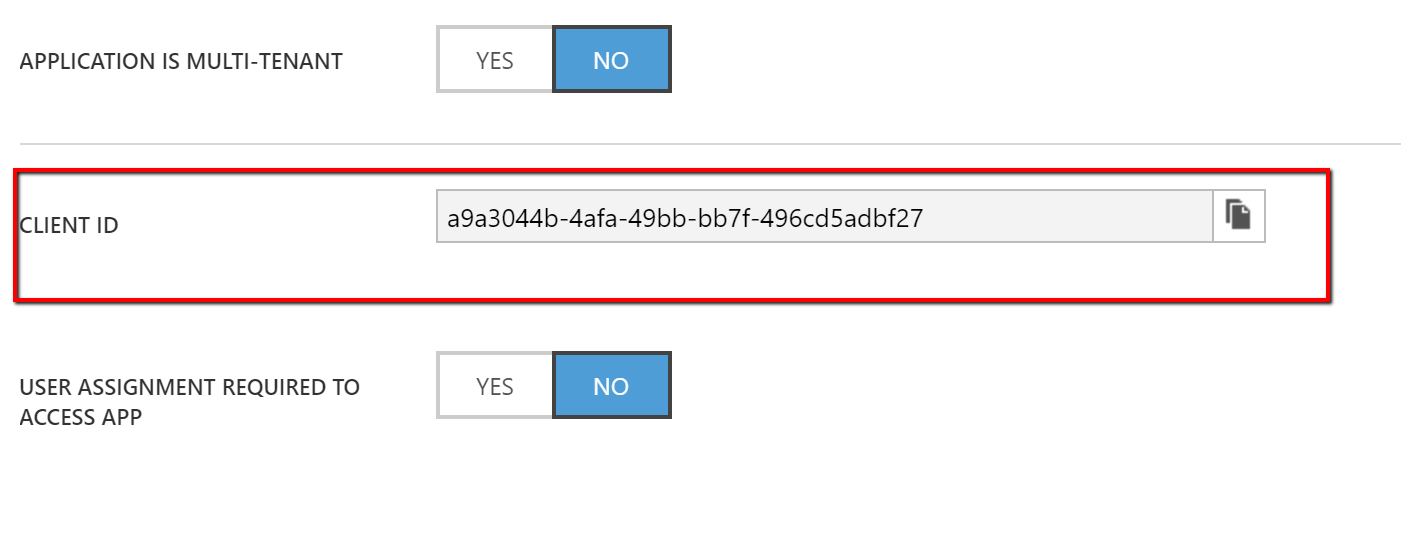 APPLICATION IS MULTI-TENANT
YES
NO
CLIENT ID
a9a3044b-4afa-49bb-bb7f-496cd5adbf27
USER ASSIGNMENT REQUIRED TO
ACCESS APP
YES
NO